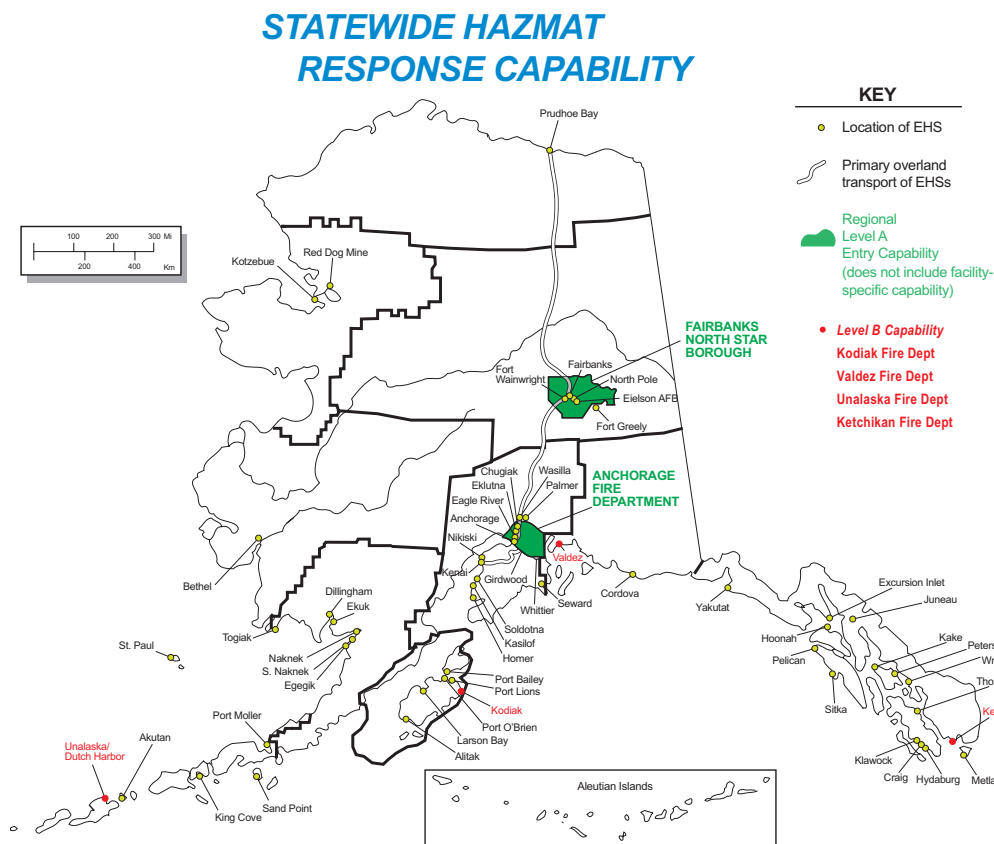 STATEWIDE HAZMAT
RESPONSE CAPABILITY
KEY
Location of EHS
Primary overland
transport of EHSs
Regional
Level A
Entry Capability
(does not include facility-
specific capability)
Level B Capability
Kodiak Fire Dept
Valdez Fire Dept
Unalaska Fire Dept
Ketchikan Fire Dept
100 200 300 Mi
Km 200 400
Prudhoe Bay
Red Dog Mine
Kotzebue
FAIRBANKS
NORTH STAR
BOROUGH
Fairbanks
Fort
Wainwright
North Pole
Eielson AFB
Fort Greely
ANCHORAGE
FIRE
DEPARTMENT
Chugiak
Wasilla
Eklutna
Palmer
Eagle River
Anchorage
Nikiski
Kenai
Valdez
Girdwood
Whittier
Seward
Cordova
Soldotna
Kasilof
Homer
Bethel
Dillingham
Ekuk
Togiak
Naknek
S. Naknek
Egegik
St. Paul
Port Bailey
Port Lions
Kodiak
Port O'Brien
Larson Bay
Alitak
Port Moller
Unalaska/
Dutch Harbor
Akutan
King Cove
Sand Point
Aleutian Islands
Yakutat
Excursion Inlet
Juneau
Hoonah
Pelican
Sitka
Kake
Peters
Wr
Tho
Ke
Klawock
Craig
Hydaburg
Metla